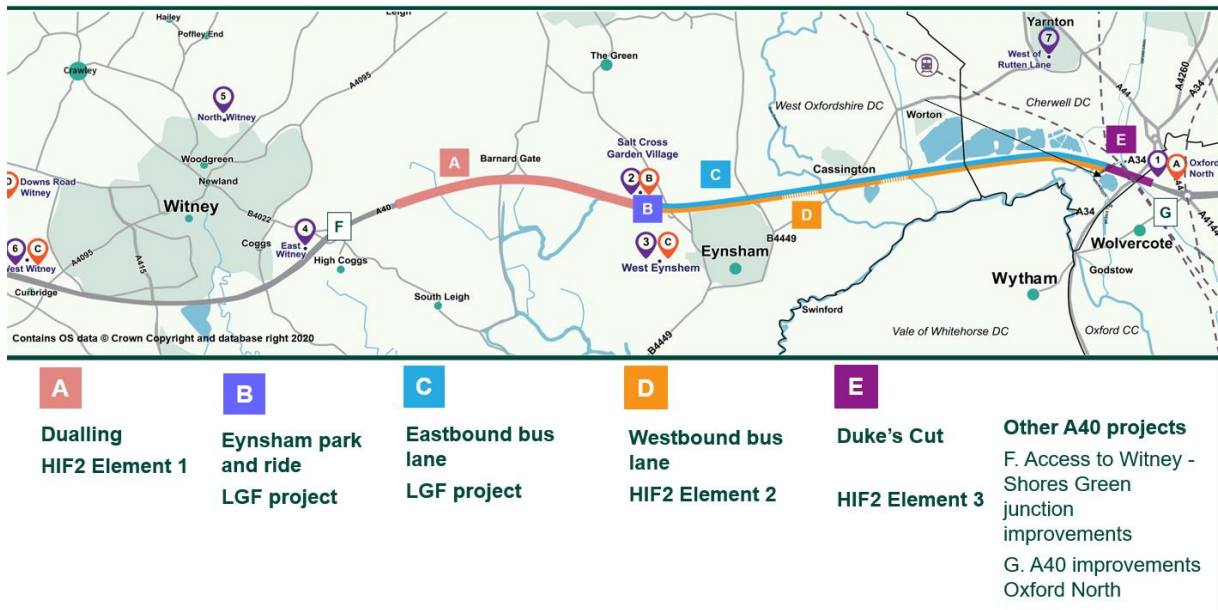 Hailey
Poffley End
Leigh
Crawley
A4095
5
North Witney
Woodgreen
Newland
Witney
D
Downs Road
Witney
6
C
West Witney
A4095
A415
Curbridge
B4022
Coggs
4
East
Witney
F
High Coggs
A40
A
Barnard Gate
South Leigh
The Green
Salt Cross
Garden Village
2
B
B
3
C
West Eynshem
C
Eynsham
B4449
B4449
D
Cassington
Swinford
West Oxfordshire DC
Worton
Cherwell DC
Yarnton
7
West of
Rutten Lane
A44
A4260
A34
E
A34
1
A
Oxford
North
A44
G
A4144
A34
Wolvercote
Godstow
Wytham
Vale of Whitehorse DC
Oxford CC
Contains OS data © Crown Copyright and database right 2020
A
Dualling
HIF2 Element 1
B
Eynsham park
and ride
LGF project
C
Eastbound bus
lane
LGF project
D
Westbound bus
lane
HIF2 Element 2
E
Duke's Cut
HIF2 Element 3
Other A40 projects
F. Access to Witney -
Shores Green
junction
improvements
G. A40 improvements
Oxford North